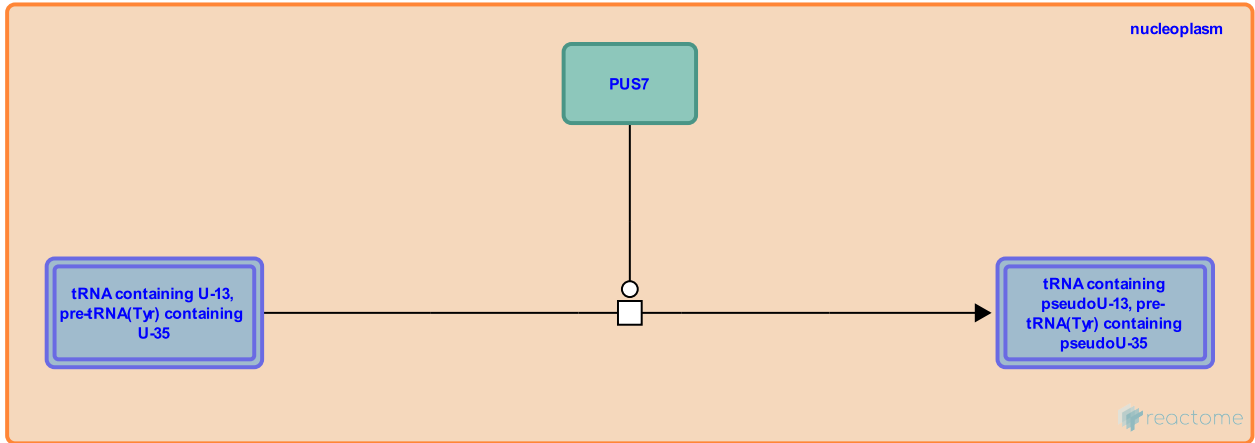 nucleoplasm
PUS7
tRNA containing U-13,
pre-tRNA(Tyr) containing
U-35
tRNA containing
pseudoU-13, pre-
tRNA(Tyr) containing
pseudoU-35
reactome